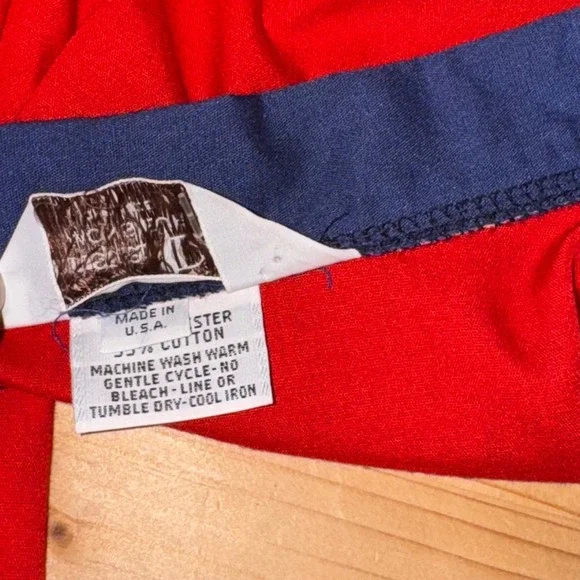 MADE IN
U.S.A.
STER
% COTTON
MACHINE WASH WARM
GENTLE CYCLE-NO
BLEACH - LINE OR
TUMBLE DRY-COOL IRON